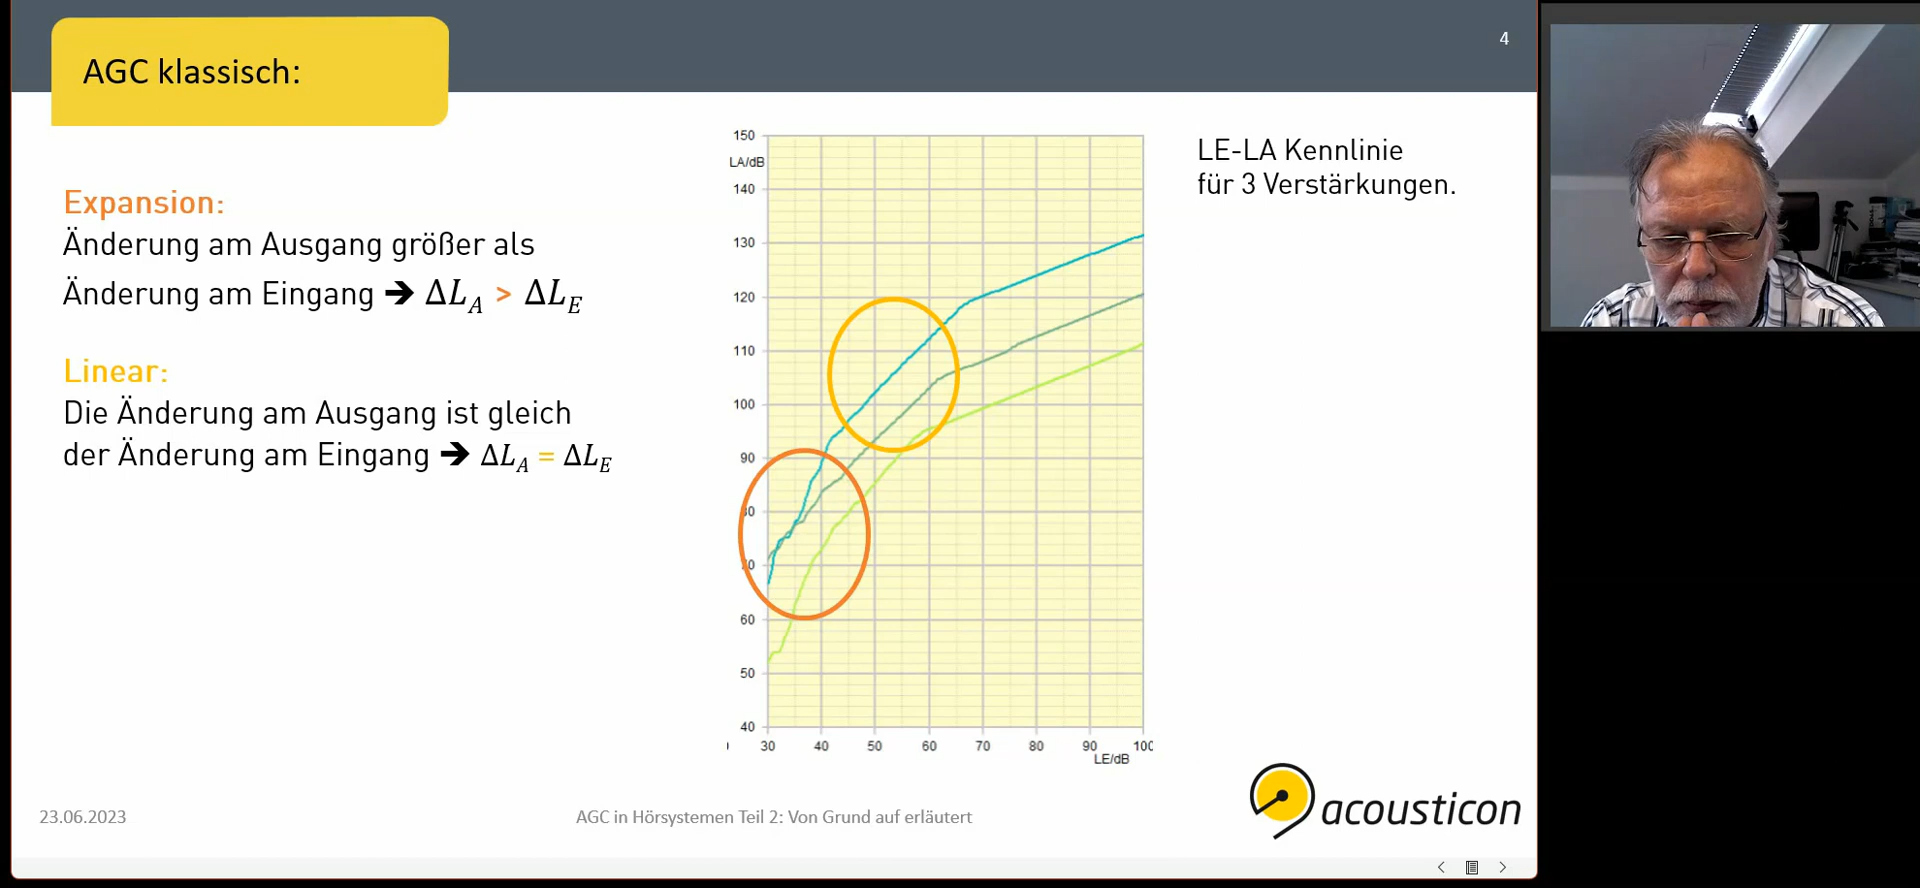 AGC klassisch:
4
Expansion:
Änderung am Ausgang größer als
Änderung am Eingang ➔ ΔL_A > ΔL_E
Linear:
Die Änderung am Ausgang ist gleich
der Änderung am Eingang ➔ ΔL_A = ΔL_E
150
LA/dB
140
130
120
110
100
90
80
70
60
50
40
30 40 50 60 70 80 90 100
LE/dB
LE-LA Kennlinie
für 3 Verstärkungen.
23.06.2023
AGC in Hörsystemen Teil 2: Von Grund auf erläutert
acousticon